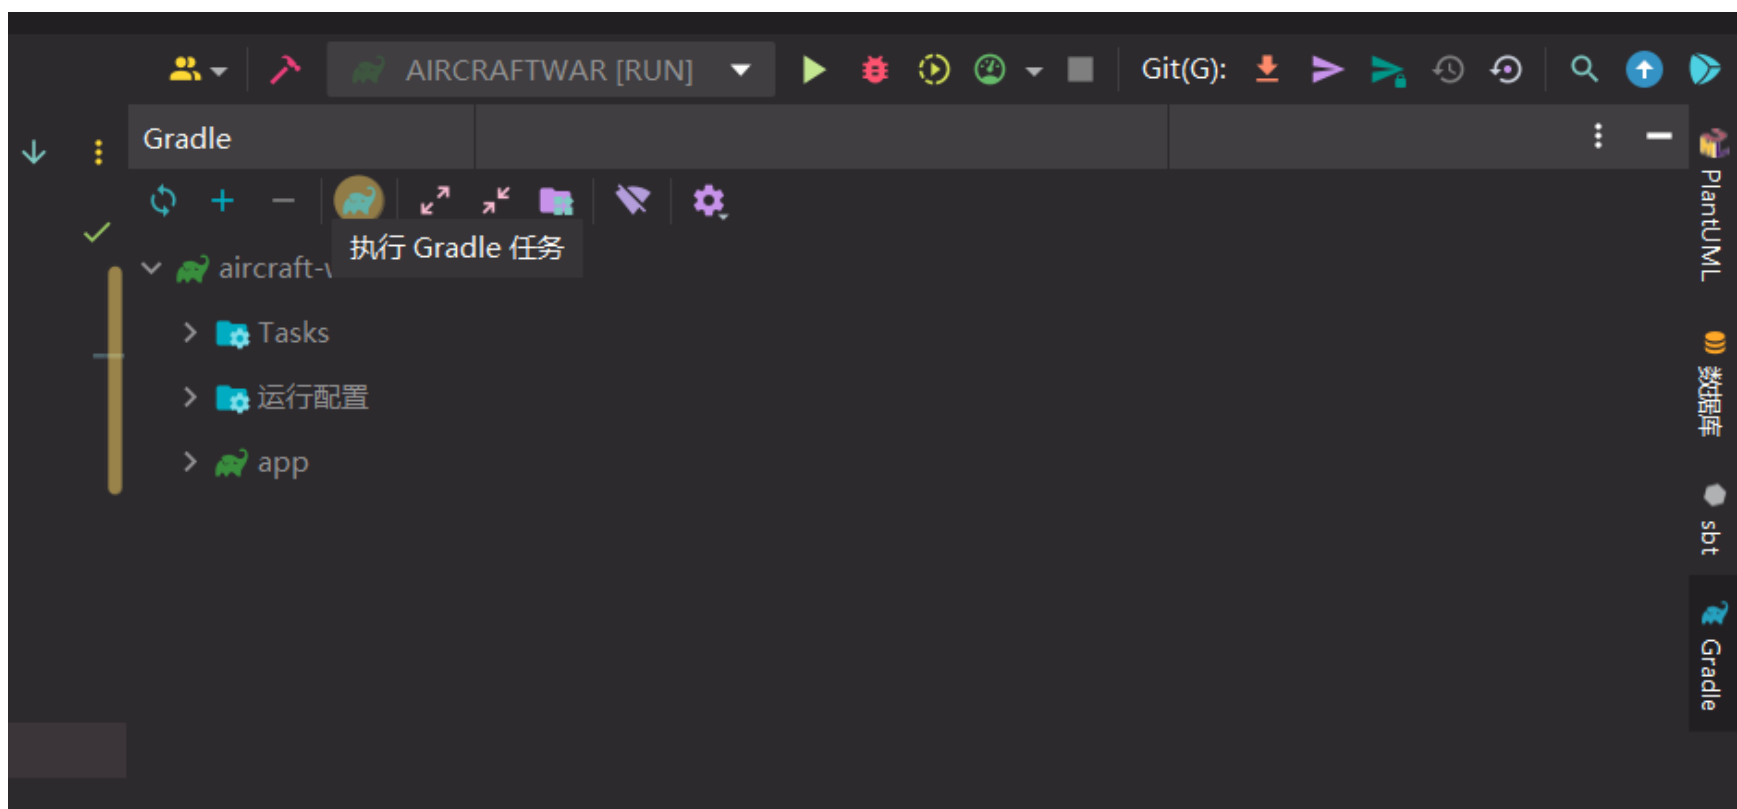 AIRCRAFTWAR [RUN]
Git(G):
Gradle
执行 Gradle 任务
aircraft-
Tasks
运行配置
app
PlantUML
数据库
sbt
Gradle